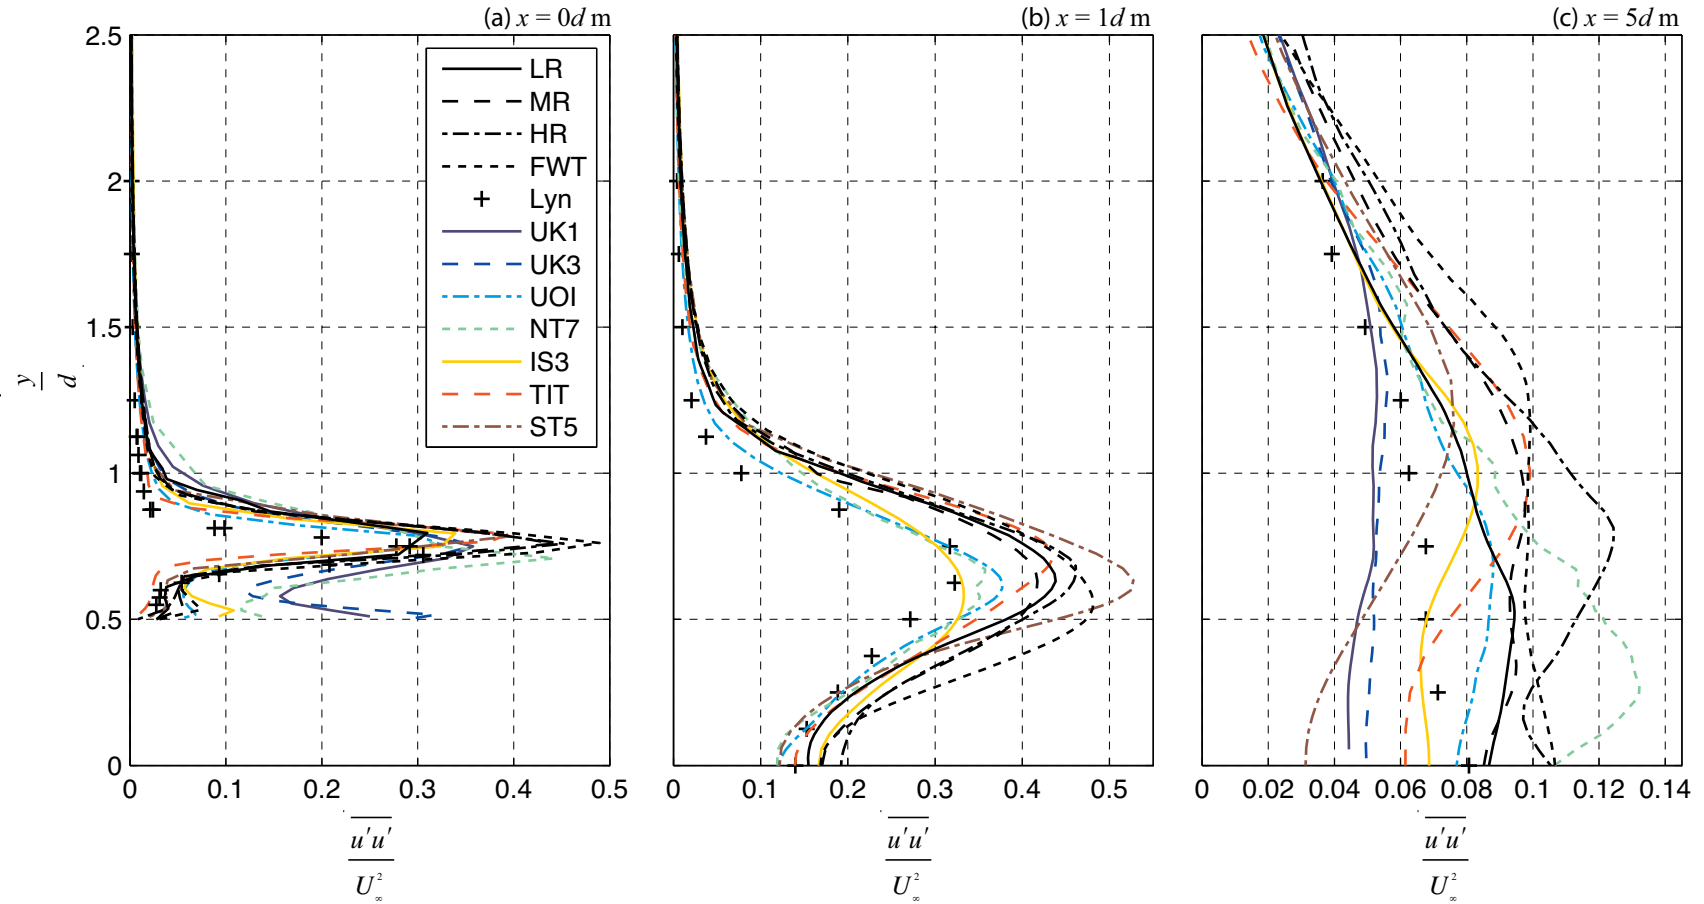 (a) x = 0d m
(b) x = 1d m
(c) x = 5d m
2.5
2
1.5
1
0.5
0
y
d
LR
MR
HR
FWT
Lyn
UK1
UK3
UOI
NT7
IS3
TIT
ST5
0 0.1 0.2 0.3 0.4 0.5
0 0.1 0.2 0.3 0.4 0.5
0 0.02 0.04 0.06 0.08 0.1 0.12 0.14
u'u' u'u' u'u'
U∞² U∞² U∞²